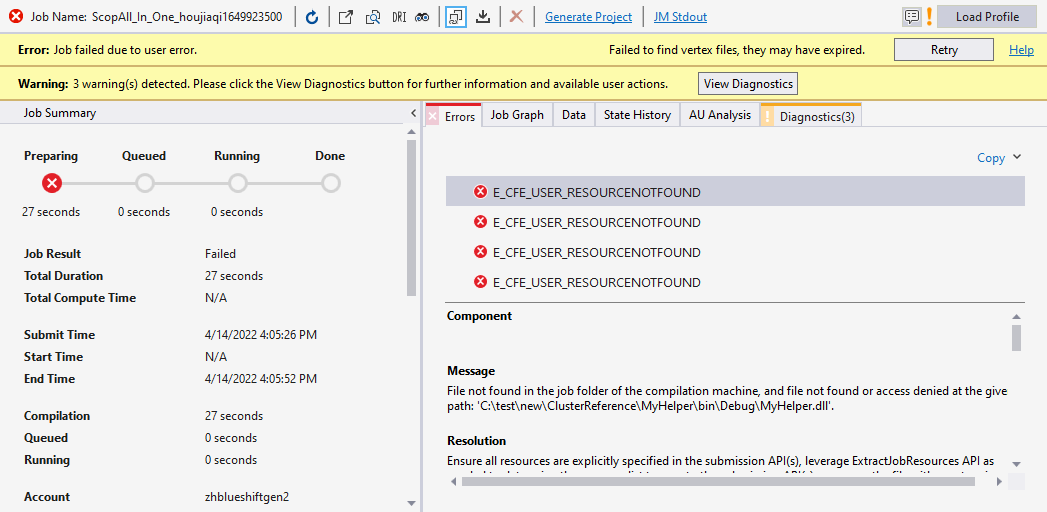 Job Name: ScopAll_In_One_houjiaqi1649923500 DRI Generate Project JM Stdout Load Profile
Error: Job failed due to user error. Failed to find vertex files, they may have expired. Retry Help
Warning: 3 warning(s) detected. Please click the View Diagnostics button for further information and available user actions. View Diagnostics
Job Summary
Preparing Queued Running Done
27 seconds 0 seconds 0 seconds
Job Result Failed
Total Duration 27 seconds
Total Compute Time N/A
Submit Time 4/14/2022 4:05:26 PM
Start Time N/A
End Time 4/14/2022 4:05:52 PM
Compilation 27 seconds
Queued 0 seconds
Running 0 seconds
Account zhblueshiftgen2
Errors Job Graph Data State History AU Analysis Diagnostics(3)
Copy
E_CFE_USER_RESOURCENOTFOUND
E_CFE_USER_RESOURCENOTFOUND
E_CFE_USER_RESOURCENOTFOUND
E_CFE_USER_RESOURCENOTFOUND
Component
Message
File not found in the job folder of the compilation machine, and file not found or access denied at the give
path: 'C:\test\new\ClusterReference\MyHelper\bin\Debug\MyHelper.dll'.
Resolution
Ensure all resources are explicitly specified in the submission API(s), leverage ExtractJobResources API as